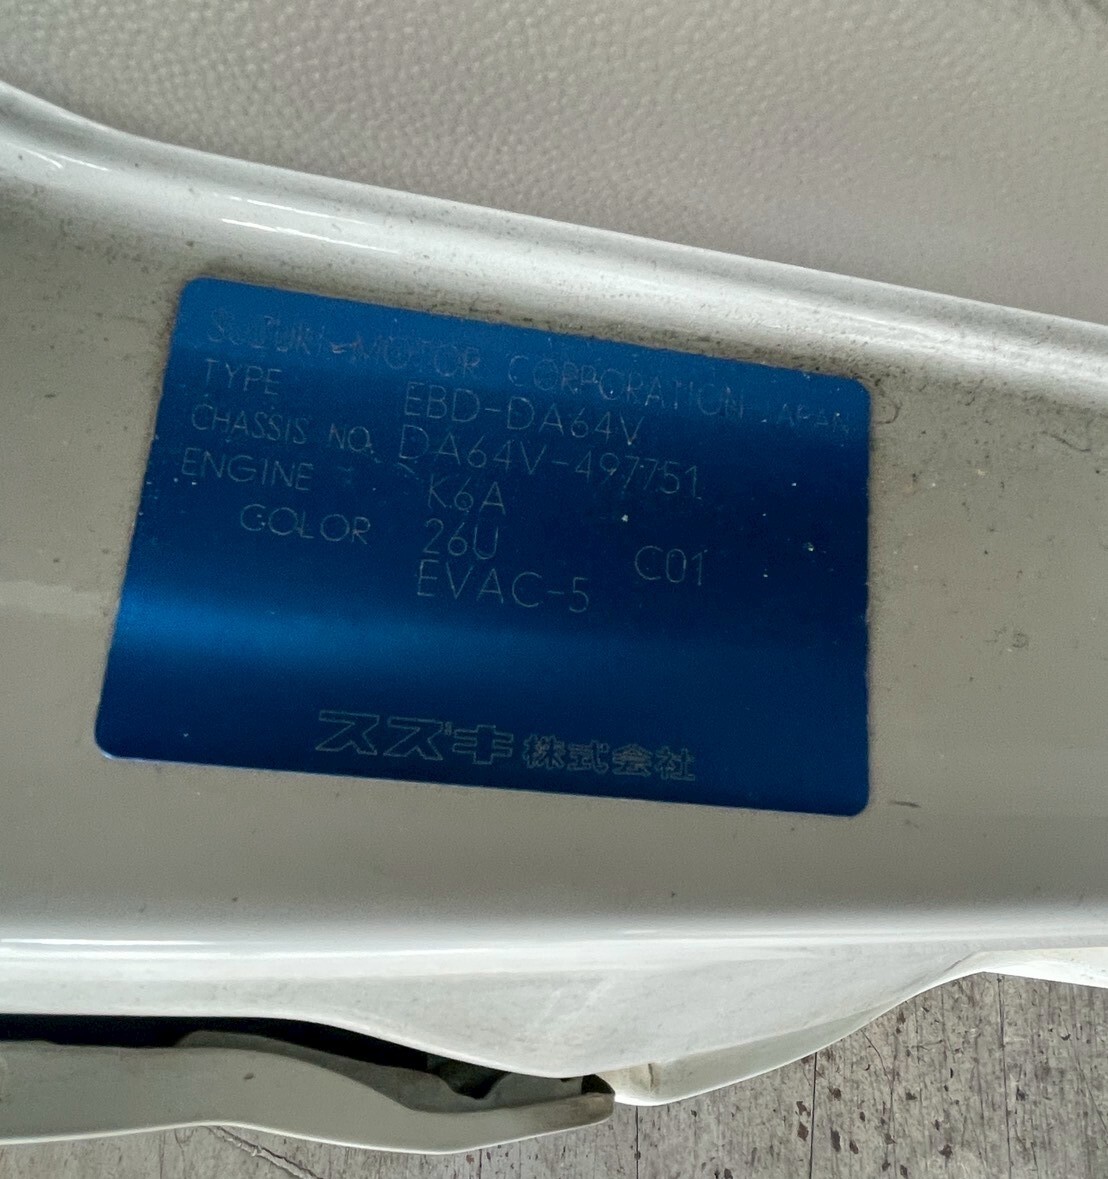 SUZUKI MOTOR CORPORATION JAPAN
TYPE EBD-DA64V
CHASSIS NO. DA64V-497751
ENGINE K6A
COLOR 26U C01
EVAC-5
スズキ株式会社